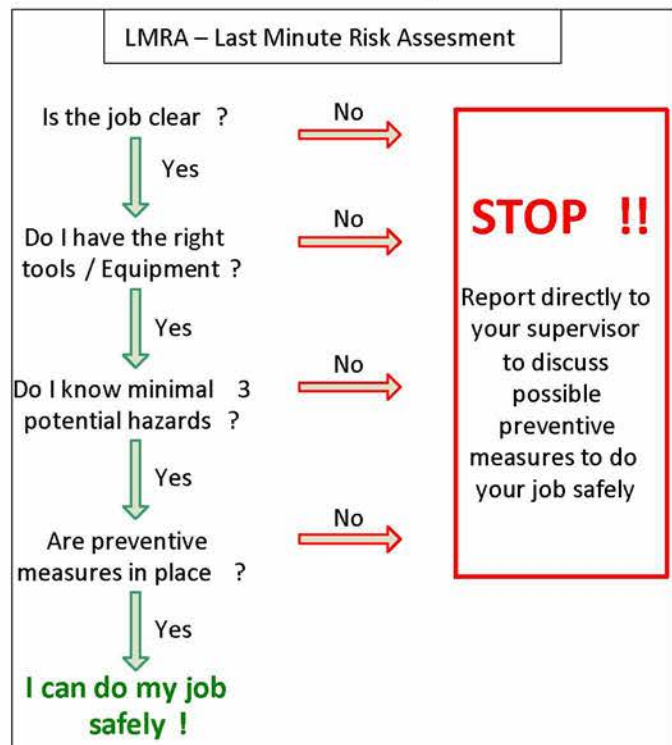 LMRA – Last Minute Risk Assesment
Is the job clear ?
No
Yes
Do I have the right
tools / Equipment ?
No
Yes
Do I know minimal 3
potential hazards ?
No
Yes
Are preventive
measures in place ?
No
Yes
I can do my job
safely !
STOP !!
Report directly to
your supervisor
to discuss
possible
preventive
measures to do
your job safely